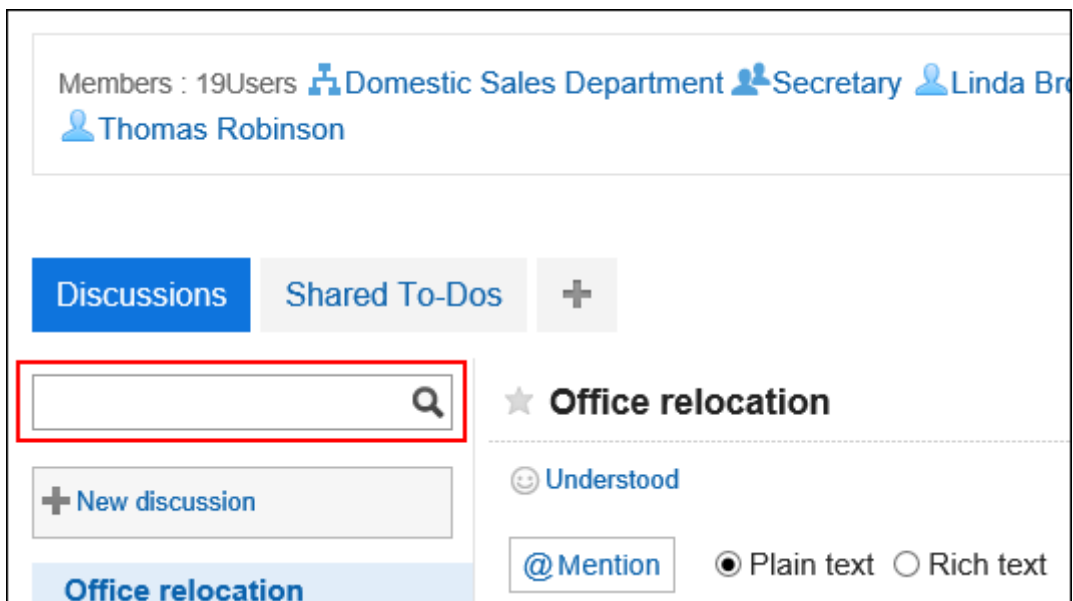 Members : 19Users Domestic Sales Department Secretary Linda
Thomas Robinson
Discussions Shared To-Dos
Office relocation
Understood
New discussion
@Mention Plain text Rich text
Office relocation